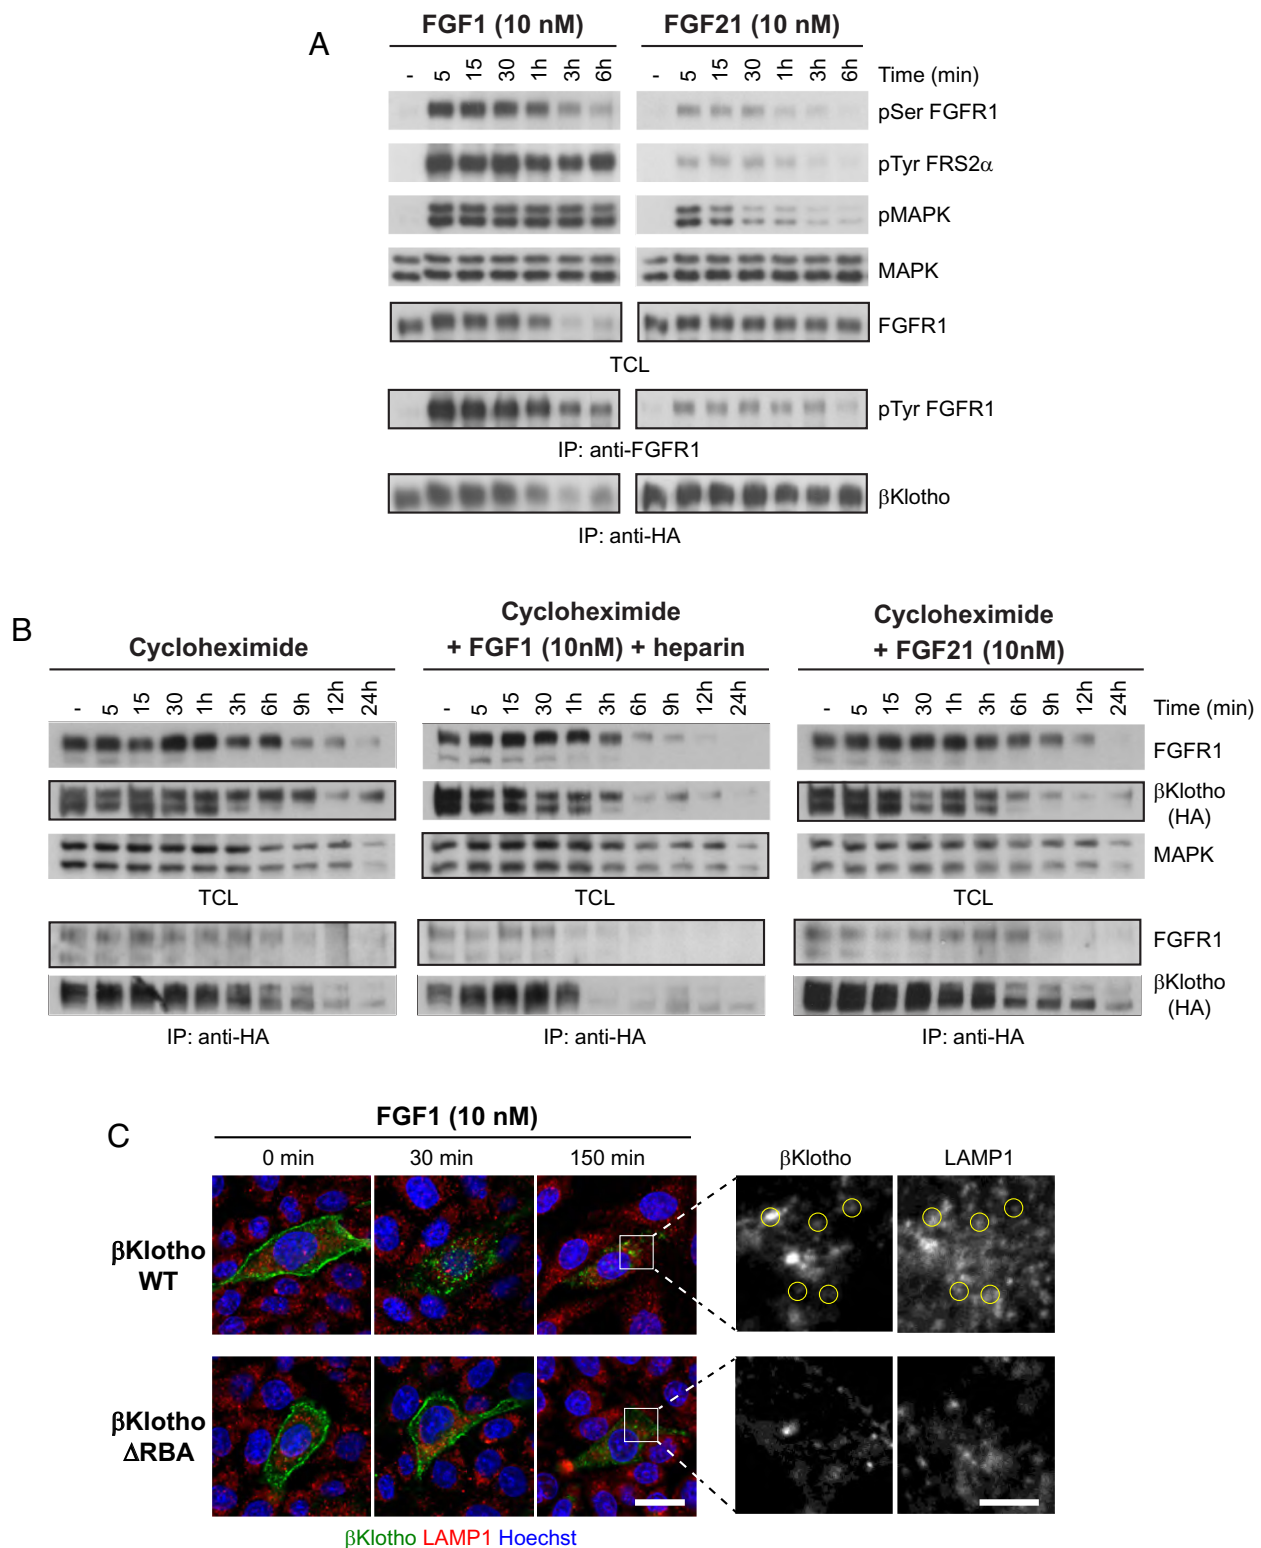 A
FGF1 (10 nM) FGF21 (10 nM)
- 5 15 30 1h 3h 6h - 5 15 30 1h 3h 6h Time (min)
pSer FGFR1
pTyr FRS2α
pMAPK
MAPK
FGFR1
TCL
pTyr FGFR1
IP: anti-FGFR1
βKlotho
IP: anti-HA
B
Cycloheximide
Cycloheximide
+ FGF1 (10nM) + heparin
Cycloheximide
+ FGF21 (10nM)
- 5 15 30 1h 3h 6h 9h 12h 24h - 5 15 30 1h 3h 6h 9h 12h 24h - 5 15 30 1h 3h 6h 9h 12h 24h Time (min)
FGFR1
βKlotho
(HA)
MAPK
TCL TCL TCL
FGFR1
βKlotho
(HA)
IP: anti-HA IP: anti-HA IP: anti-HA
C
FGF1 (10 nM)
0 min 30 min 150 min βKlotho LAMP1
βKlotho
WT
βKlotho
ΔRBA
βKlotho LAMP1 Hoechst